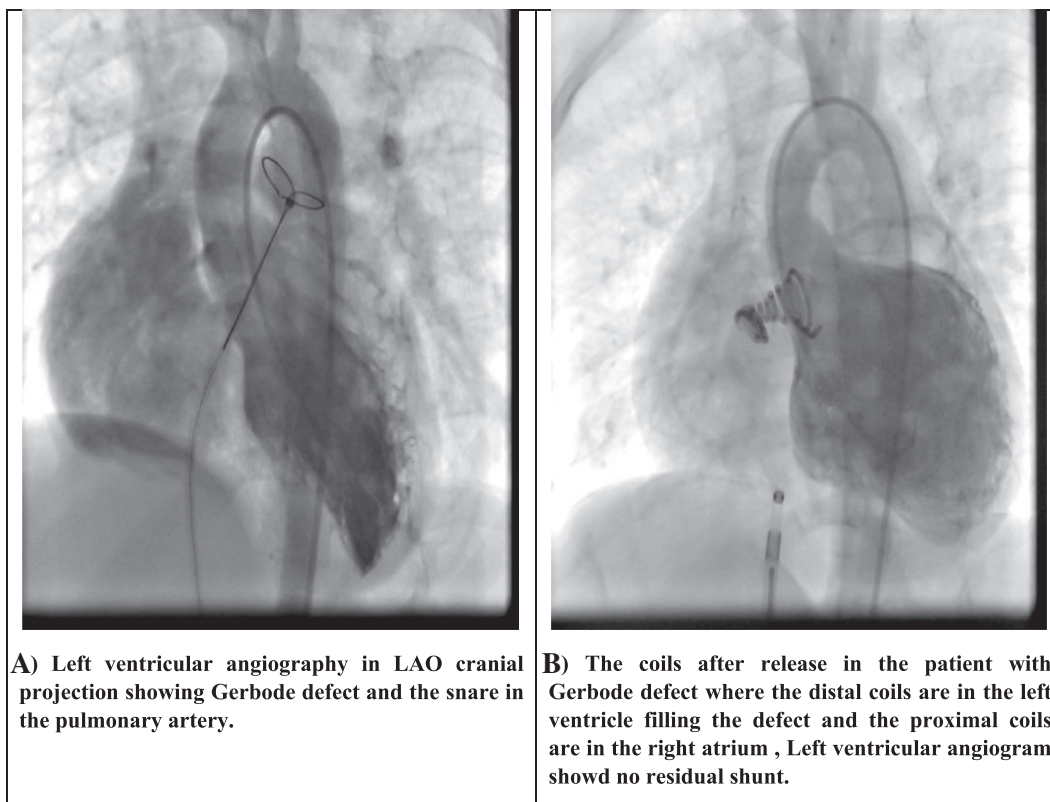 A) Left ventricular angiography in LAO cranial
projection showing Gerbode defect and the snare in
the pulmonary artery.
B) The coils after release in the patient with
Gerbode defect where the distal coils are in the left
ventricle filling the defect and the proximal coils
are in the right atrium , Left ventricular angiogram
showd no residual shunt.